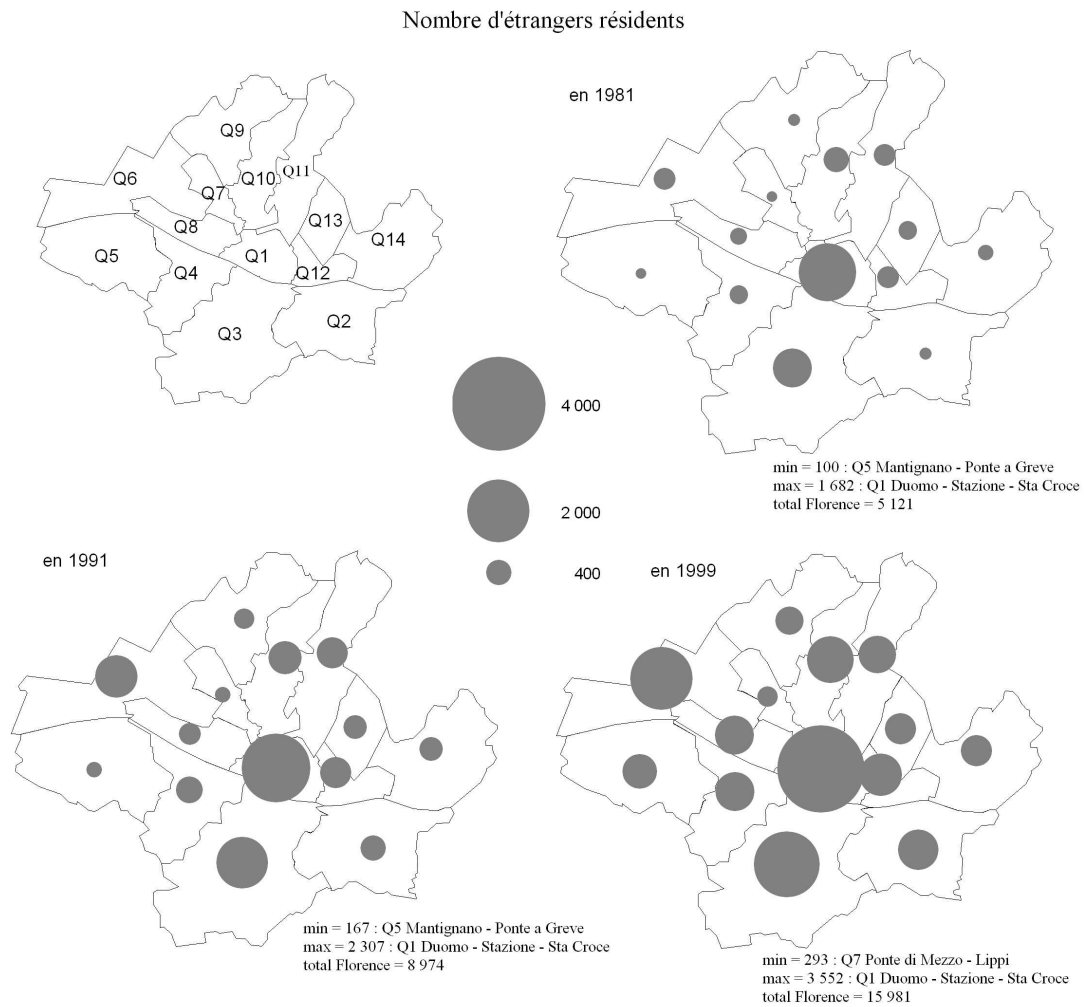 Nombre d'étrangers résidents
en 1981
Q9
Q6
Q7
Q10
Q11
Q8
Q13
Q14
Q5
Q4
Q1
Q12
Q3
Q2
4 000
2 000
400
min = 100 : Q5 Mantignano - Ponte a Greve
max = 1 682 : Q1 Duomo - Stazione - Sta Croce
total Florence = 5 121
en 1991
min = 167 : Q5 Mantignano - Ponte a Greve
max = 2 307 : Q1 Duomo - Stazione - Sta Croce
total Florence = 8 974
en 1999
min = 293 : Q7 Ponte di Mezzo - Lippi
max = 3 552 : Q1 Duomo - Stazione - Sta Croce
total Florence = 15 981